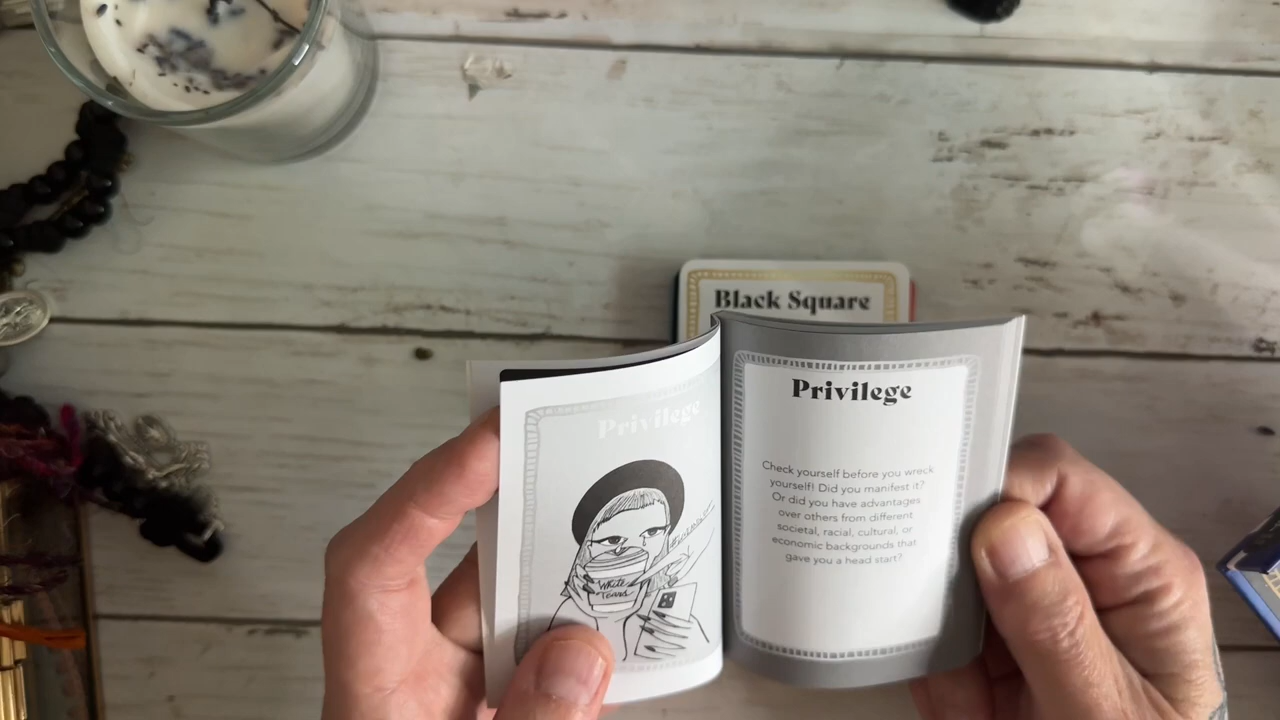 Black Square
Privilege
White
Tears
Privilege
Check yourself before you wreck
yourself! Did you manifest it?
Or did you have advantages
over others from different
societal, racial, cultural, or
economic backgrounds that
gave you a head start?